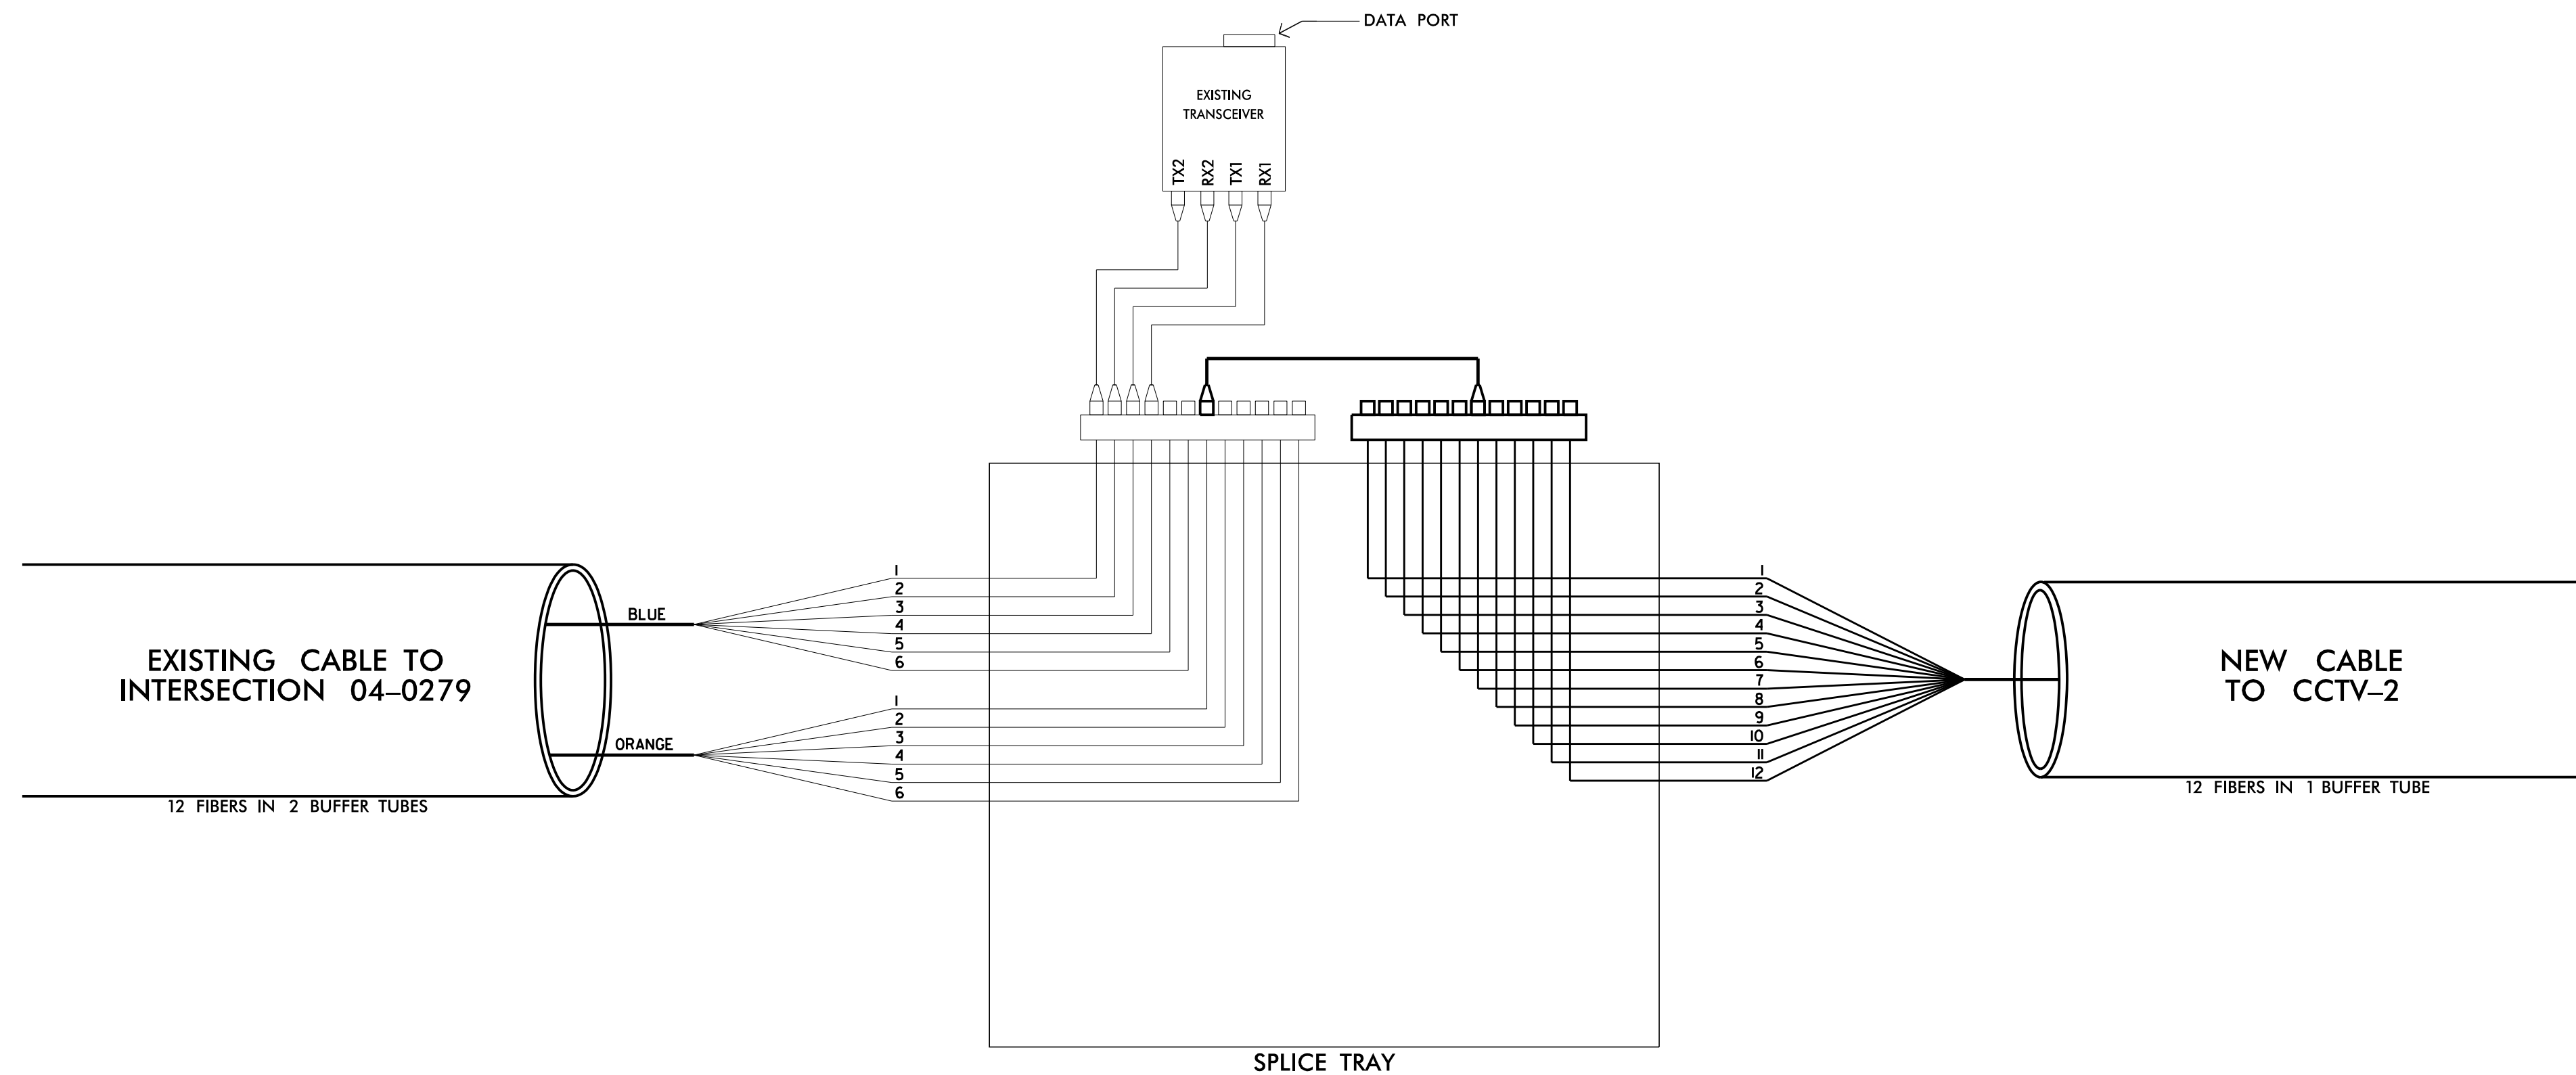 DATA PORT
EXISTING
TRANSCEIVER
TX2
RX2
TX1
RX1
1
2
3
4
5
6
BLUE
EXISTING CABLE TO
INTERSECTION 04-0279
1
2
3
4
5
6
ORANGE
12 FIBERS IN 2 BUFFER TUBES
1
2
3
4
5
6
7
8
9
10
11
12
NEW CABLE
TO CCTV-2
12 FIBERS IN 1 BUFFER TUBE
SPLICE TRAY